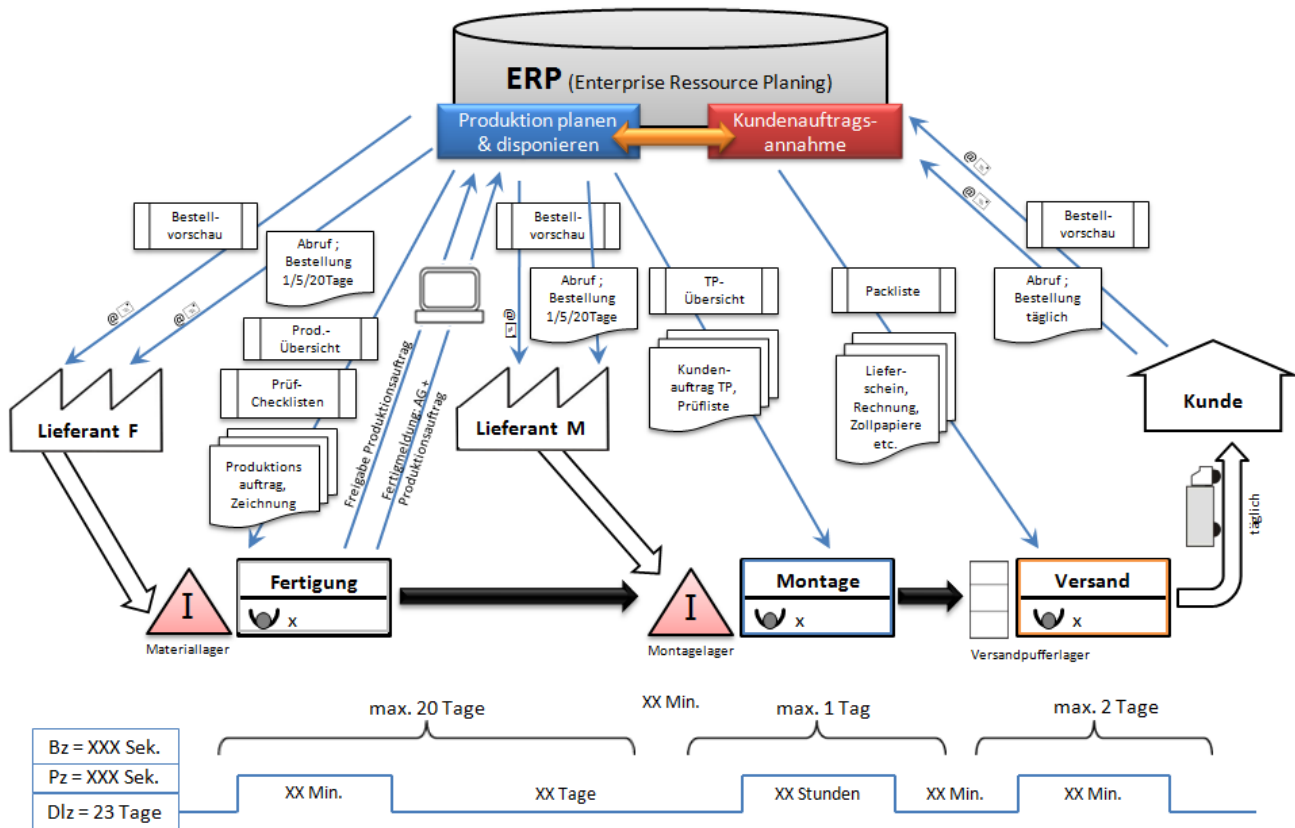 ERP (Enterprise Ressource Planing)
Produktion planen
& disponieren
Kundenauftrags-
annahme
@
@
Bestell-
vorschau
Abruf ;
Bestellung
1/5/20Tage
@
@
Prod.-
Übersicht
Prüf-
Checklisten
Produktions
auftrag,
Zeichnung
Lieferant F
Freigabe Produktionsauftrag
Fertigmeldung: AG +
Produktionsauftrag
Bestell-
vorschau
Abruf ;
Bestellung
1/5/20Tage
@
Lieferant M
TP-
Übersicht
Kunden-
auftrag TP,
Prüfliste
Packliste
Liefer
schein,
Rechnung,
Zollpapiere
etc.
Bestell-
vorschau
Abruf ;
Bestellung
täglich
Kunde
täglich
I
Materiallager
Fertigung
x
I
Montagelager
Montage
x
Versandpufferlager
Versand
x
max. 20 Tage
XX Min.
max. 1 Tag
max. 2 Tage
Bz = XXX Sek.
Pz = XXX Sek.
Dlz = 23 Tage
XX Min.
XX Tage
XX Stunden
XX Min.
XX Min.